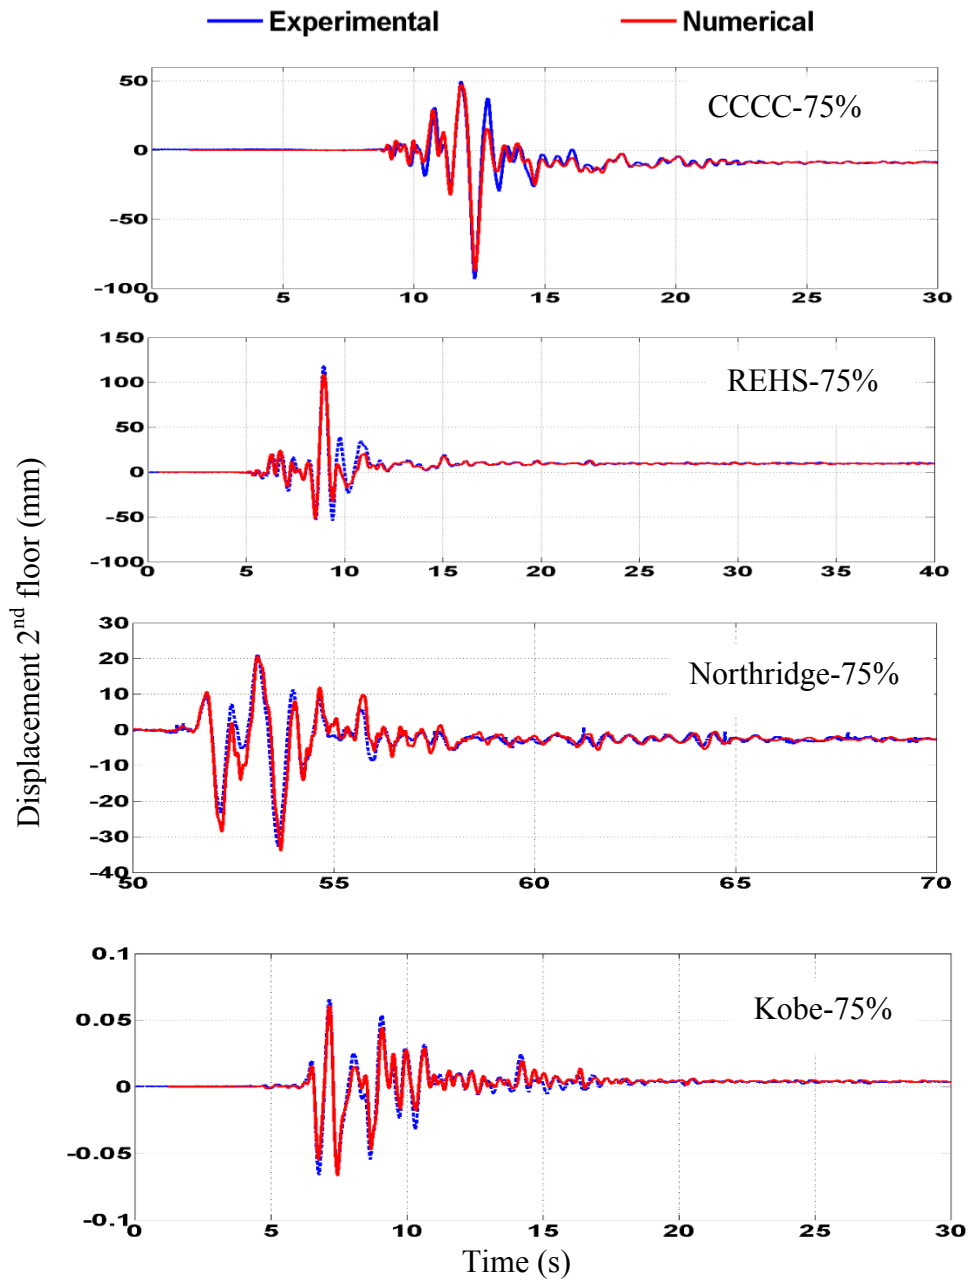 Experimental Numerical
CCCC-75%
50
0
-50
-100
0 5 10 15 20 25 30
REHS-75%
150
100
50
0
-50
-100
0 5 10 15 20 25 30 35 40
Displacement 2nd floor (mm)
Northridge-75%
30
20
10
0
-10
-20
-30
-40
50 55 60 65 70
Kobe-75%
0.1
0.05
0
-0.05
-0.1
0 5 10 15 20 25 30
Time (s)